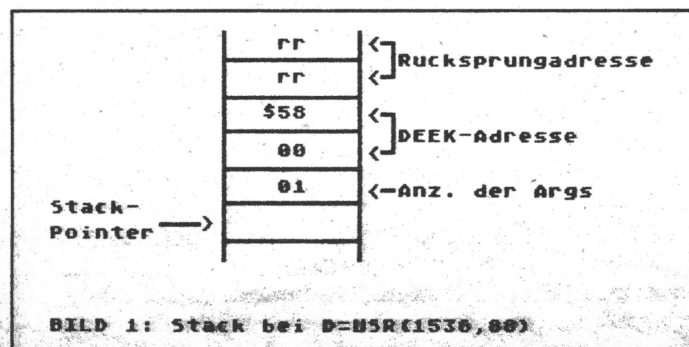 rr
rr
Rucksprungadresse
$58
00
DEEK-Adresse
01
Anz. der Args
Stack-
Pointer
BILD 1: Stack bei D=USR(1536,88)